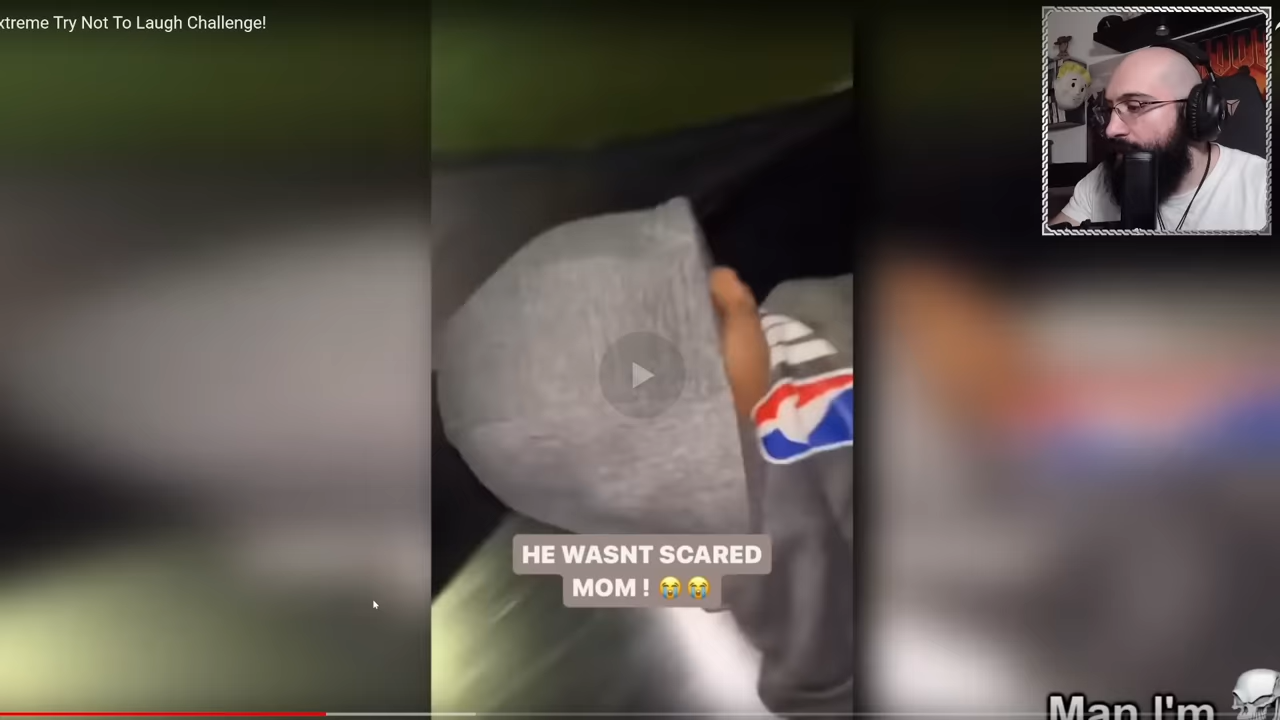 xtreme Try Not To Laugh Challenge!
HE WASNT SCARED
MOM ! 😭😭
Man I'm